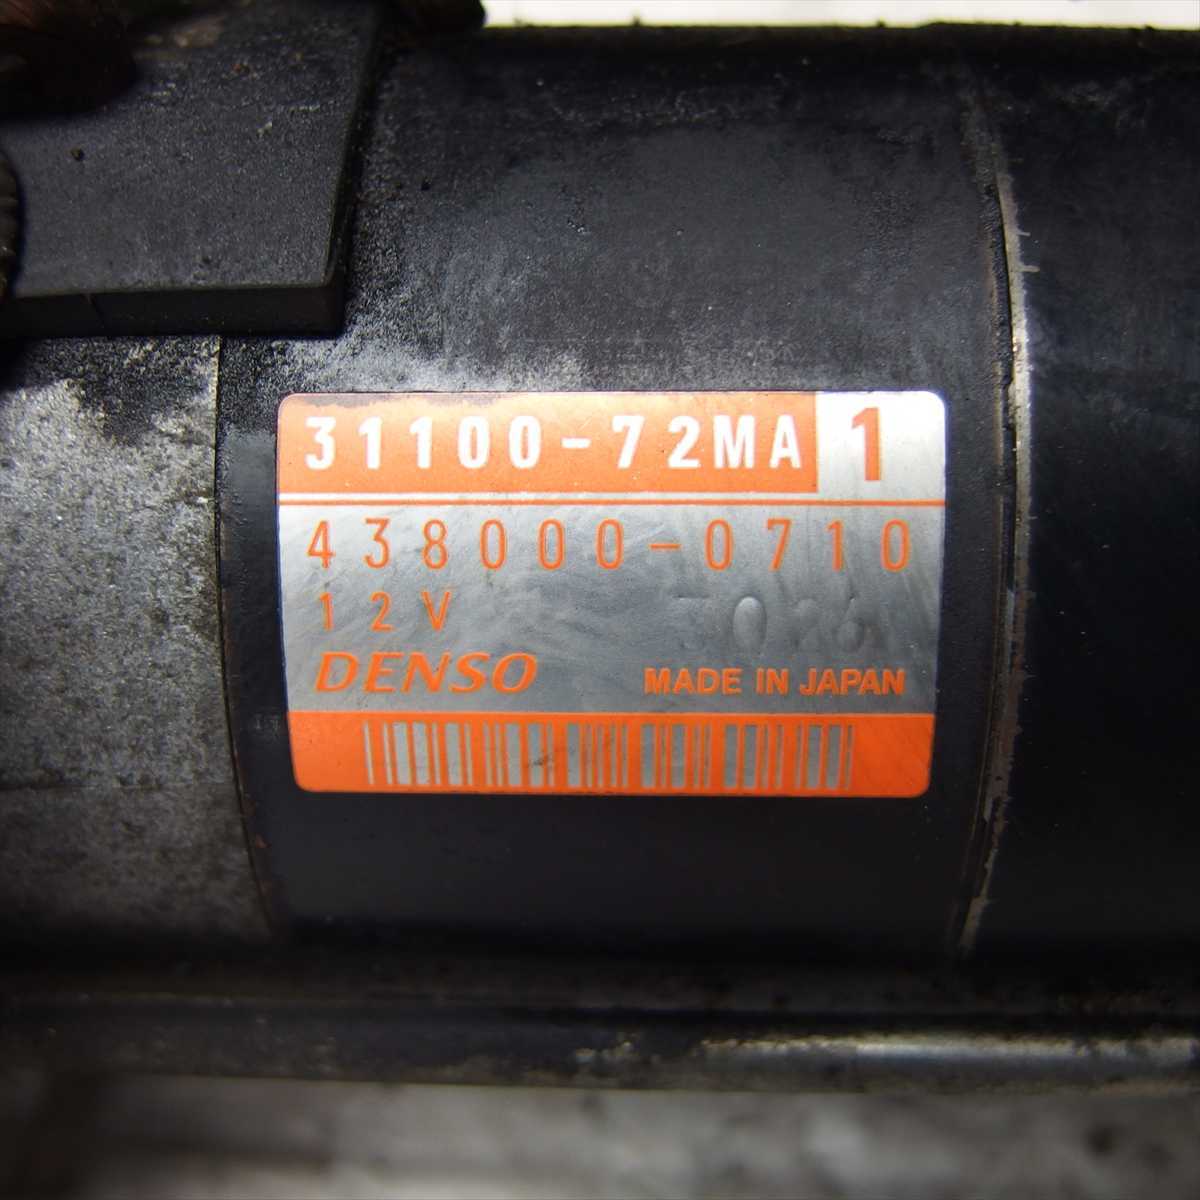 31100-72MA 1
438000-0710
12V
DENSO MADE IN JAPAN